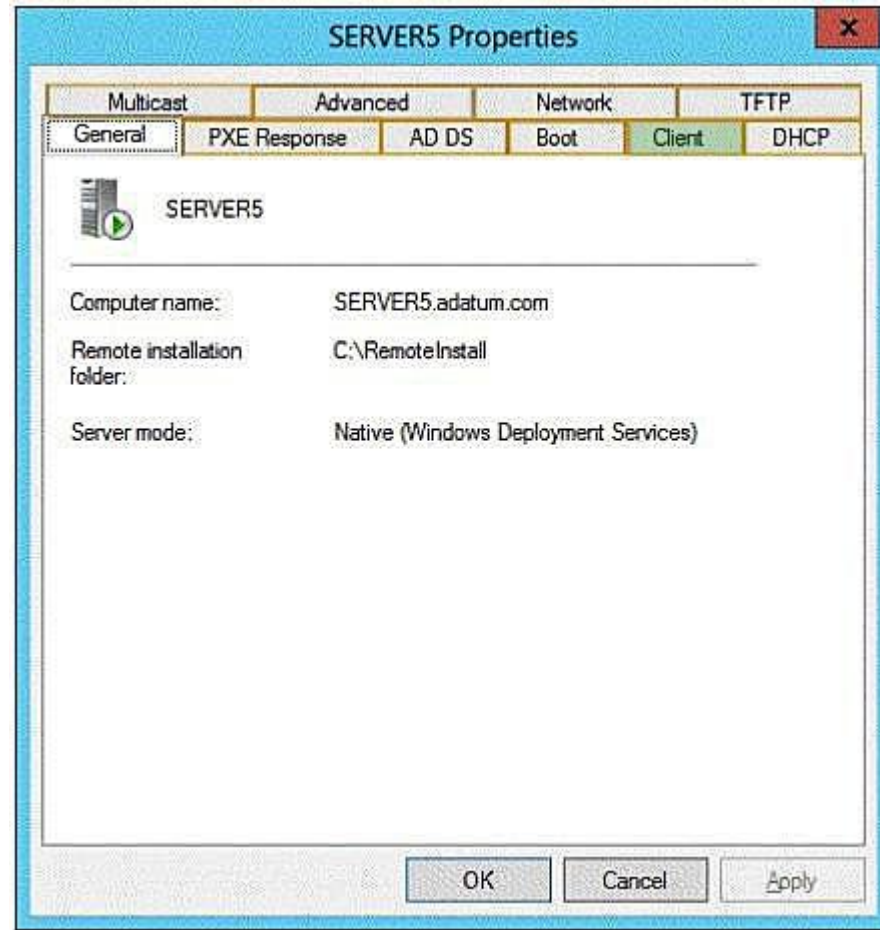 SERVER5 Properties
x
Multicast Advanced Network TFTP
General PXE Response AD DS Boot Client DHCP
SERVER5
Computer name: SERVER5.adatum.com
Remote installation C:\RemoteInstall
folder:
Server mode: Native (Windows Deployment Services)
OK Cancel Apply